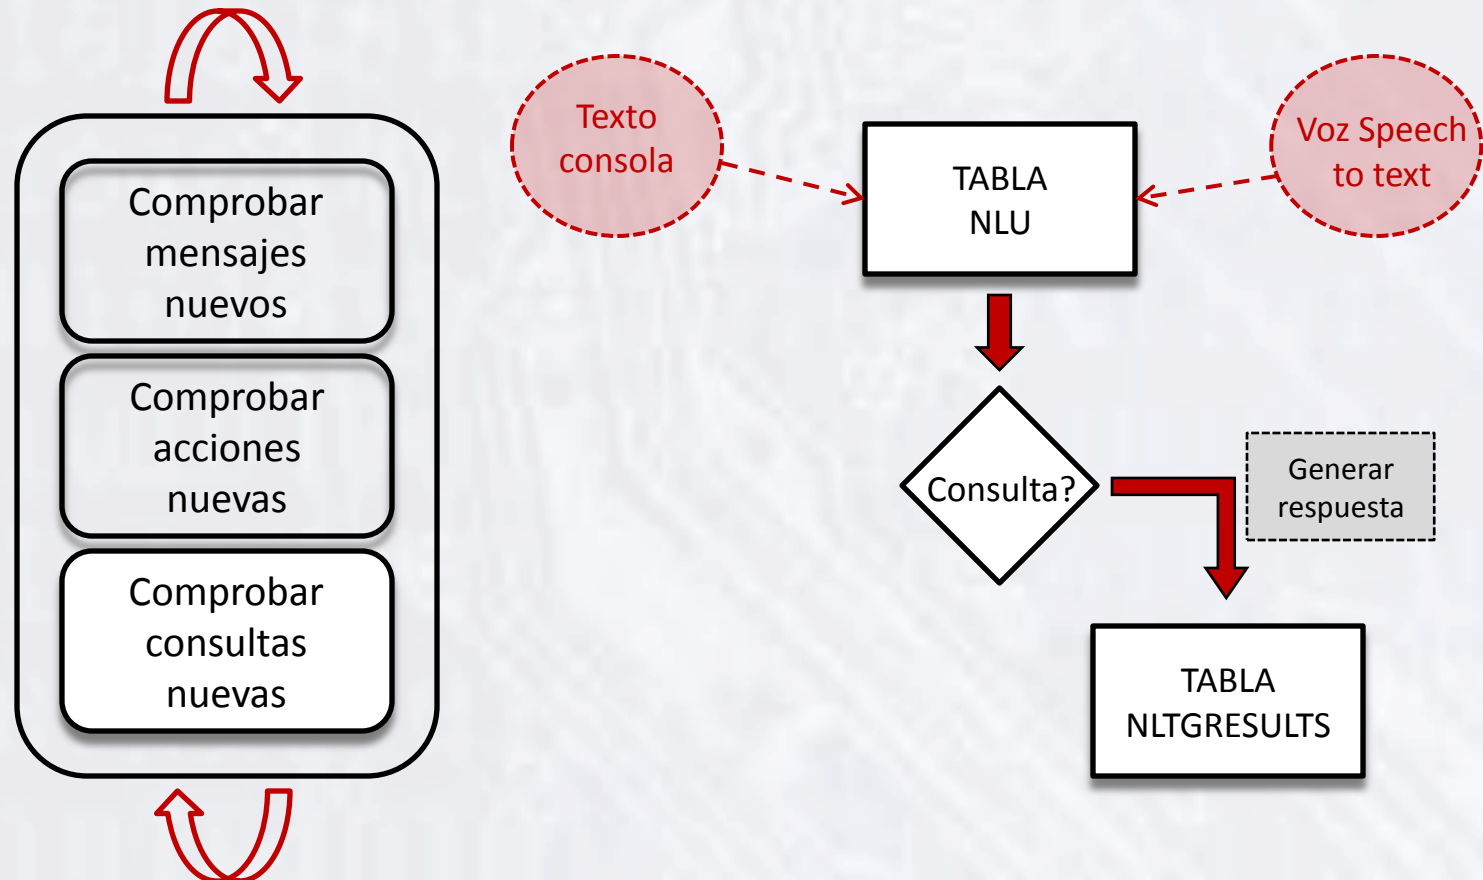 Comprobar
mensajes
nuevos
Comprobar
acciones
nuevas
Comprobar
consultas
nuevas
Texto
consola
TABLA
NLU
Voz Speech
to text
Consulta?
Generar
respuesta
TABLA
NLTGRESULTS